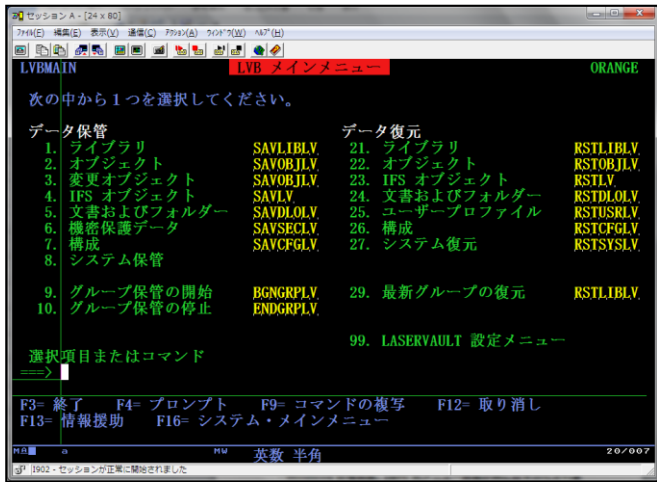 セッション A - [24 x 80]
ファイル(E) 編集(E) 表示(V) 通信(C) アクション(A) ウィンドウ(W) ヘルプ(H)
LVBMAIN LVB メインメニュー ORANGE
次の中から1つを選択してください。
データ保管 データ復元
1. ライブラリ SAVLIBLV 21. ライブラリ RSTLIBLV
2. オブジェクト SAVOBJLV 22. オブジェクト RSTOBJLV
3. 変更オブジェクト SAVOBJLV 23. IFS オブジェクト RSTLV
4. IFS オブジェクト SAVLV 24. 文書およびフォルダー RSTDLOLV
5. 文書およびフォルダー SAVDLOLV 25. ユーザープロファイル RSTUSRLV
6. 機密保護データ SAVSECLV 26. 構成 RSTCFGLV
7. 構成 SAVCFGLV 27. システム復元 RSTSYSLV
8. システム保管
9. グループ保管の開始 BGNGRPLV 29. 最新グループの復元 RSTLIBLV
10. グループ保管の停止 ENDGRPLV
99. LASERVAULT 設定メニュー
選択項目またはコマンド
===>
F3= 終了 F4= プロンプト F9= コマンドの複写 F12= 取り消し
F13= 情報援助 F16= システム・メインメニュー
MA a MW 英数 半角 20/007
I902 - セッションが正常に開始されました